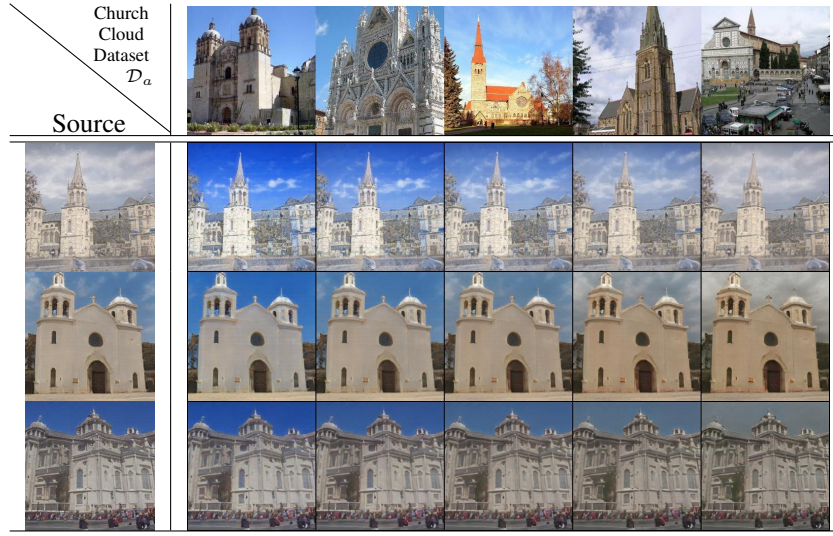 Church
Cloud
Dataset
𝒟ₐ
Source